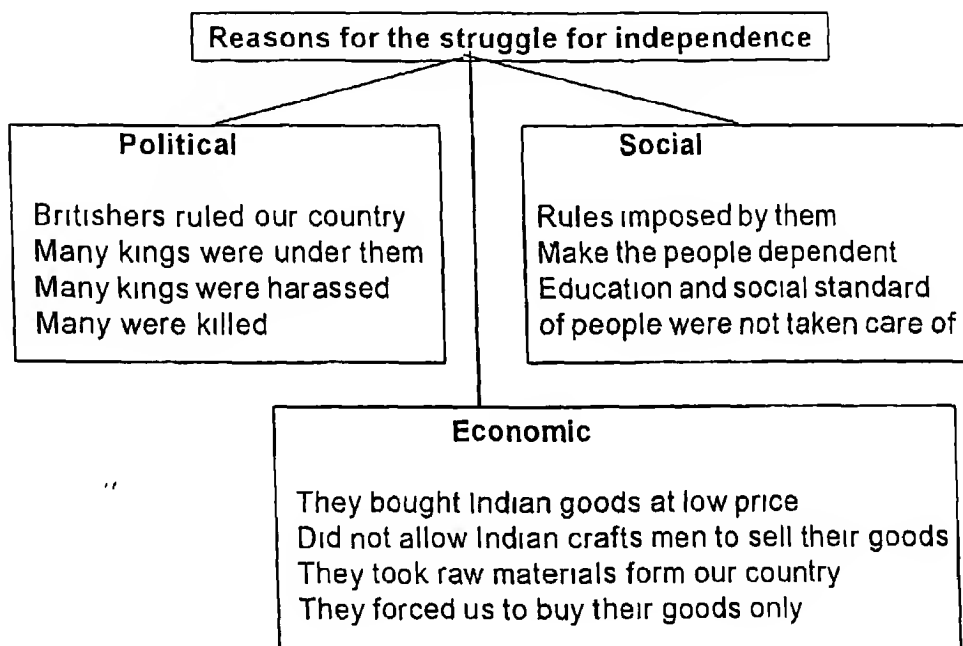 Reasons for the struggle for independence
Political
Britishers ruled our country
Many kings were under them
Many kings were harassed
Many were killed
Social
Rules imposed by them
Make the people dependent
Education and social standard
of people were not taken care of
Economic
They bought Indian goods at low price
Did not allow Indian crafts men to sell their goods
They took raw materials form our country
They forced us to buy their goods only